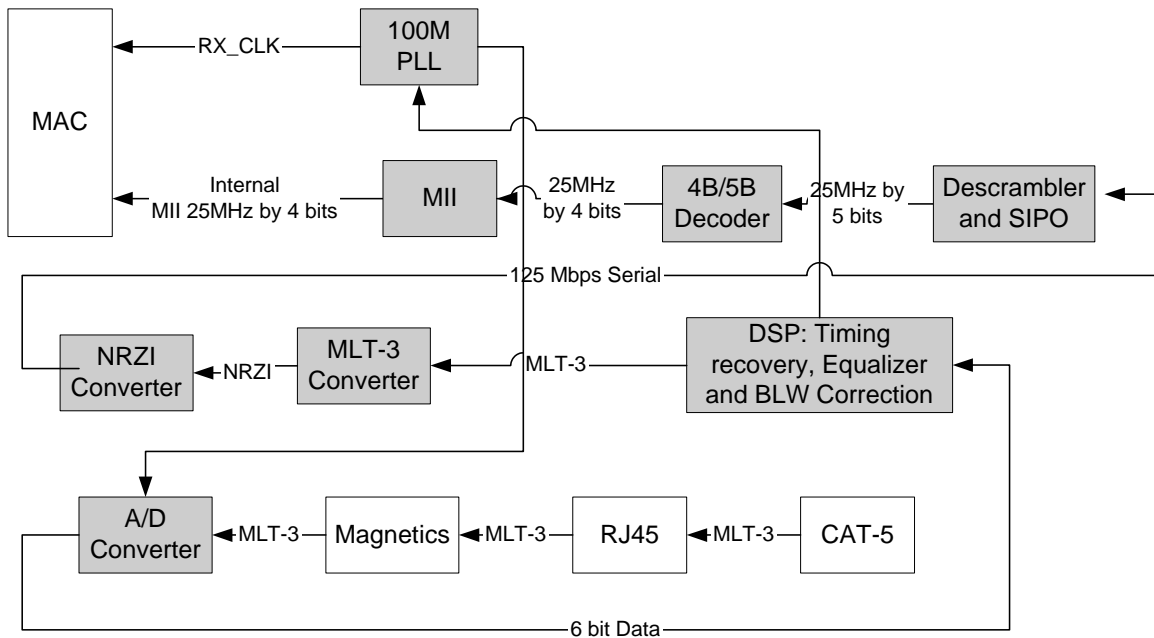 100M
PLL
RX_CLK
MAC
Internal
MII 25MHz by 4 bits
MII
25MHz
by 4 bits
4B/5B
Decoder
25MHz by
5 bits
Descrambler
and SIPO
125 Mbps Serial
NRZI
Converter
NRZI
MLT-3
Converter
MLT-3
DSP: Timing
recovery, Equalizer
and BLW Correction
A/D
Converter
MLT-3
Magnetics
MLT-3
RJ45
MLT-3
CAT-5
6 bit Data